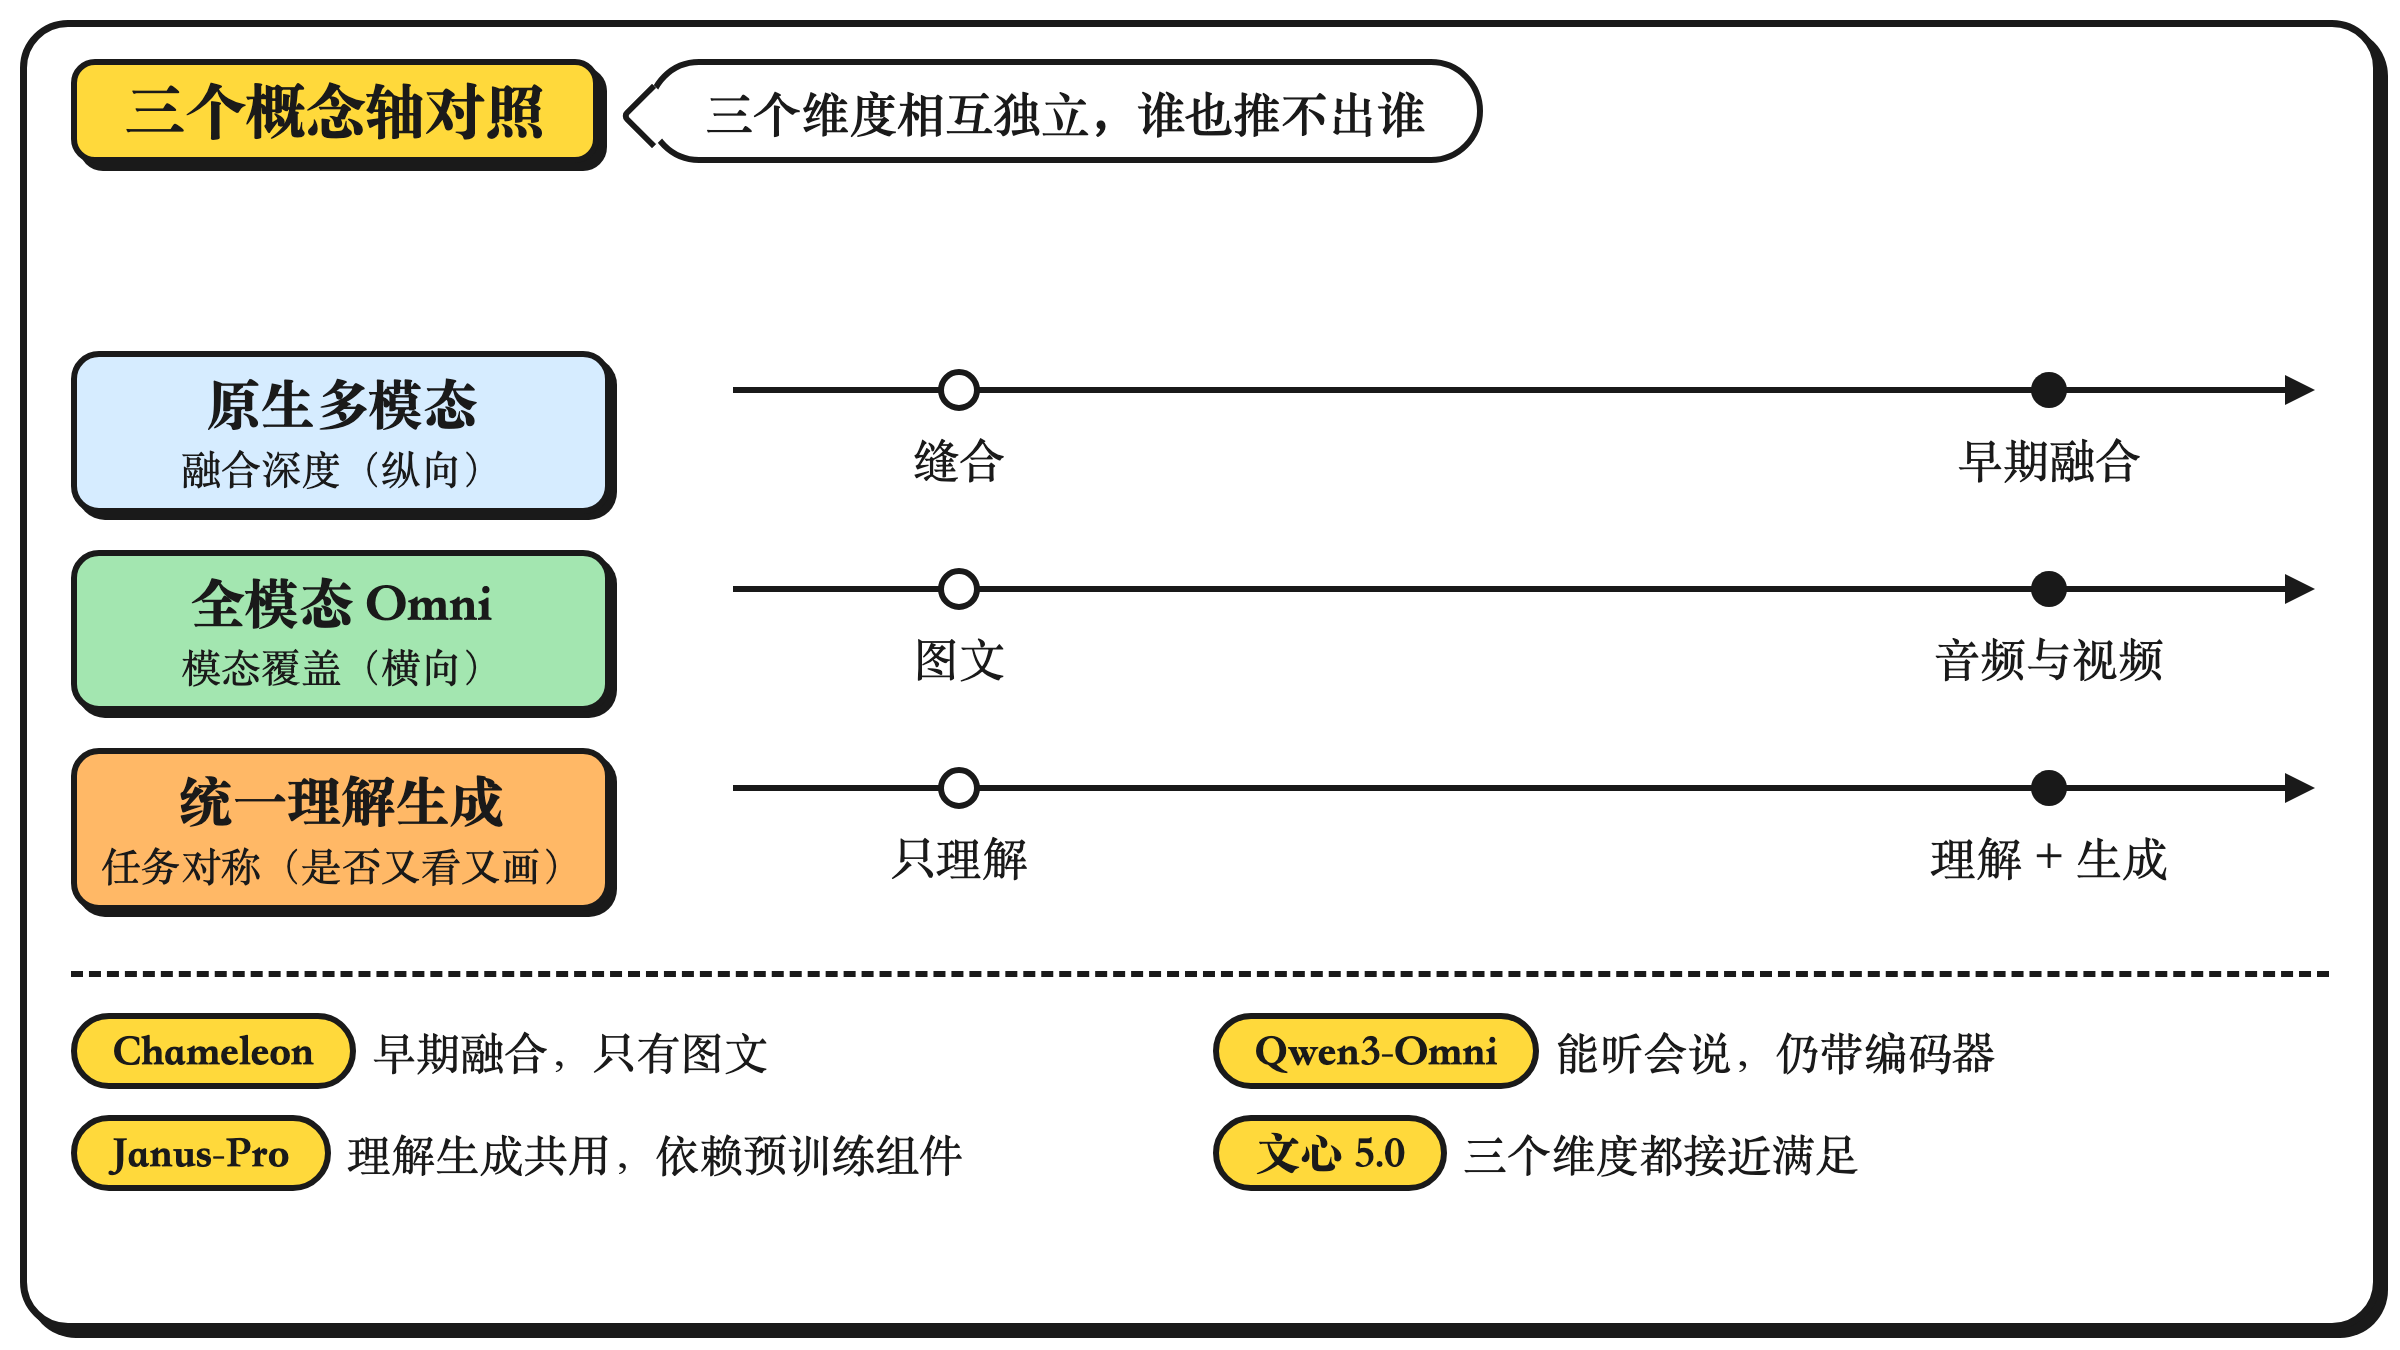 三个概念轴对照
三个维度相互独立，谁也推不出谁
原生多模态
融合深度（纵向）
缝合
早期融合
全模态 Omni
模态覆盖（横向）
图文
音频与视频
统一理解生成
任务对称（是否又看又画）
只理解
理解 + 生成
Chameleon 早期融合，只有图文
Qwen3-Omni 能听会说，仍带编码器
Janus-Pro 理解生成共用，依赖预训练组件
文心 5.0 三个维度都接近满足